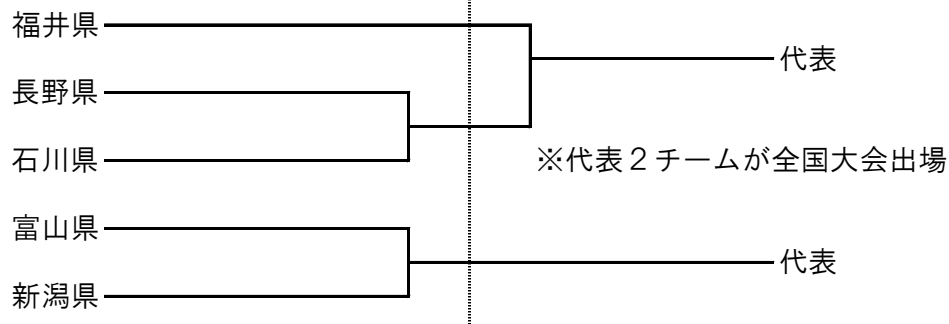 福井県
代表
長野県
石川県
※代表２チームが全国大会出場
富山県
代表
新潟県